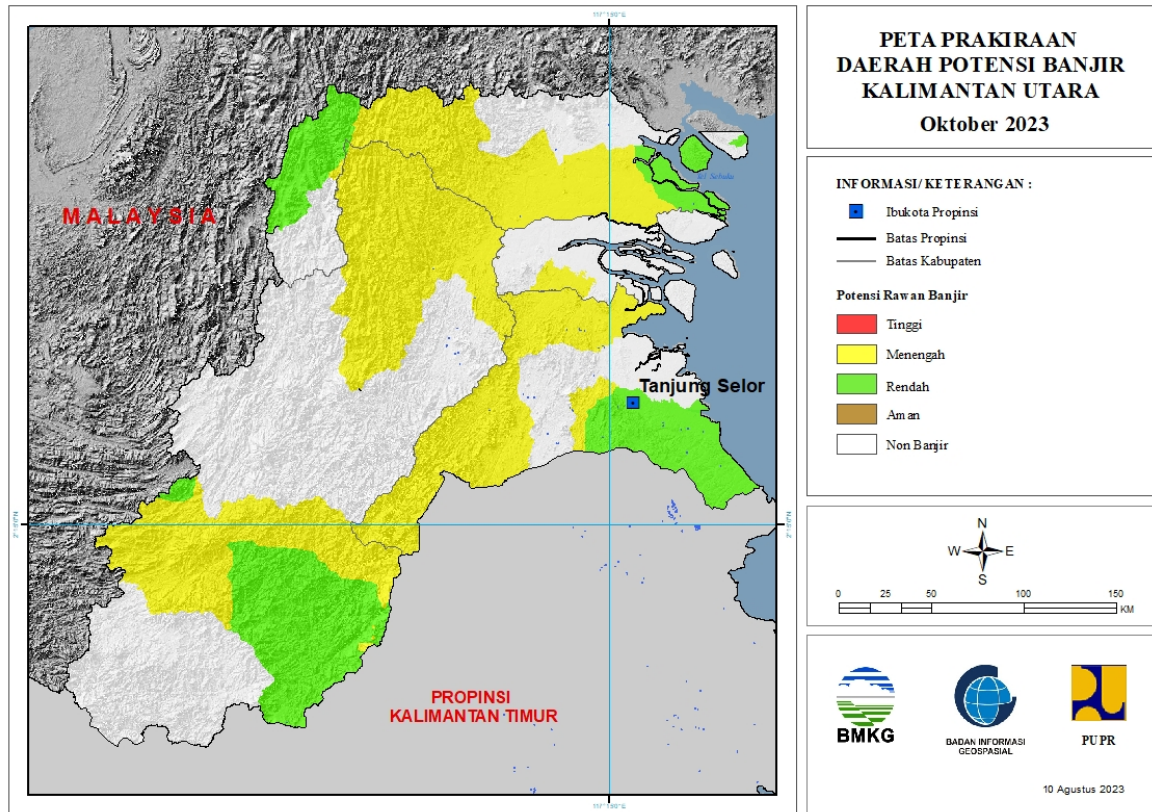 PETA PRAKIRAAN
DAERAH POTENSI BANJIR
KALIMANTAN UTARA
Oktober 2023
INFORMASI/ KETERANGAN :
Ibukota Propinsi
Batas Propinsi
Batas Kabupaten
Potensi Rawan Banjir
Tinggi
Menengah
Rendah
Aman
Non Banjir
N
W E
S
0 25 50 100 150
KM
BMKG
BADAN INFORMASI
GEOSPASIAL
PUPR
10 Agustus 2023
MALAYSIA
Tanjung Selor
PROPINSI
KALIMANTAN TIMUR